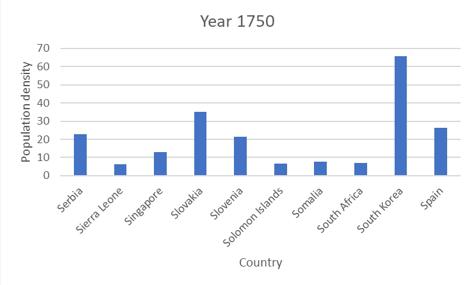 Year 1750
Population density
70
60
50
40
30
20
10
0
Serbia
Sierra Leone
Singapore
Slovakia
Slovenia
Solomon Islands
Somalia
South Africa
South Korea
Spain
Country